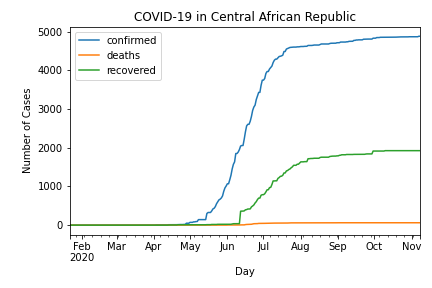 COVID-19 in Central African Republic
confirmed
deaths
recovered
Number of Cases
5000
4000
3000
2000
1000
0
Feb Mar Apr May Jun Jul Aug Sep Oct Nov
2020
Day